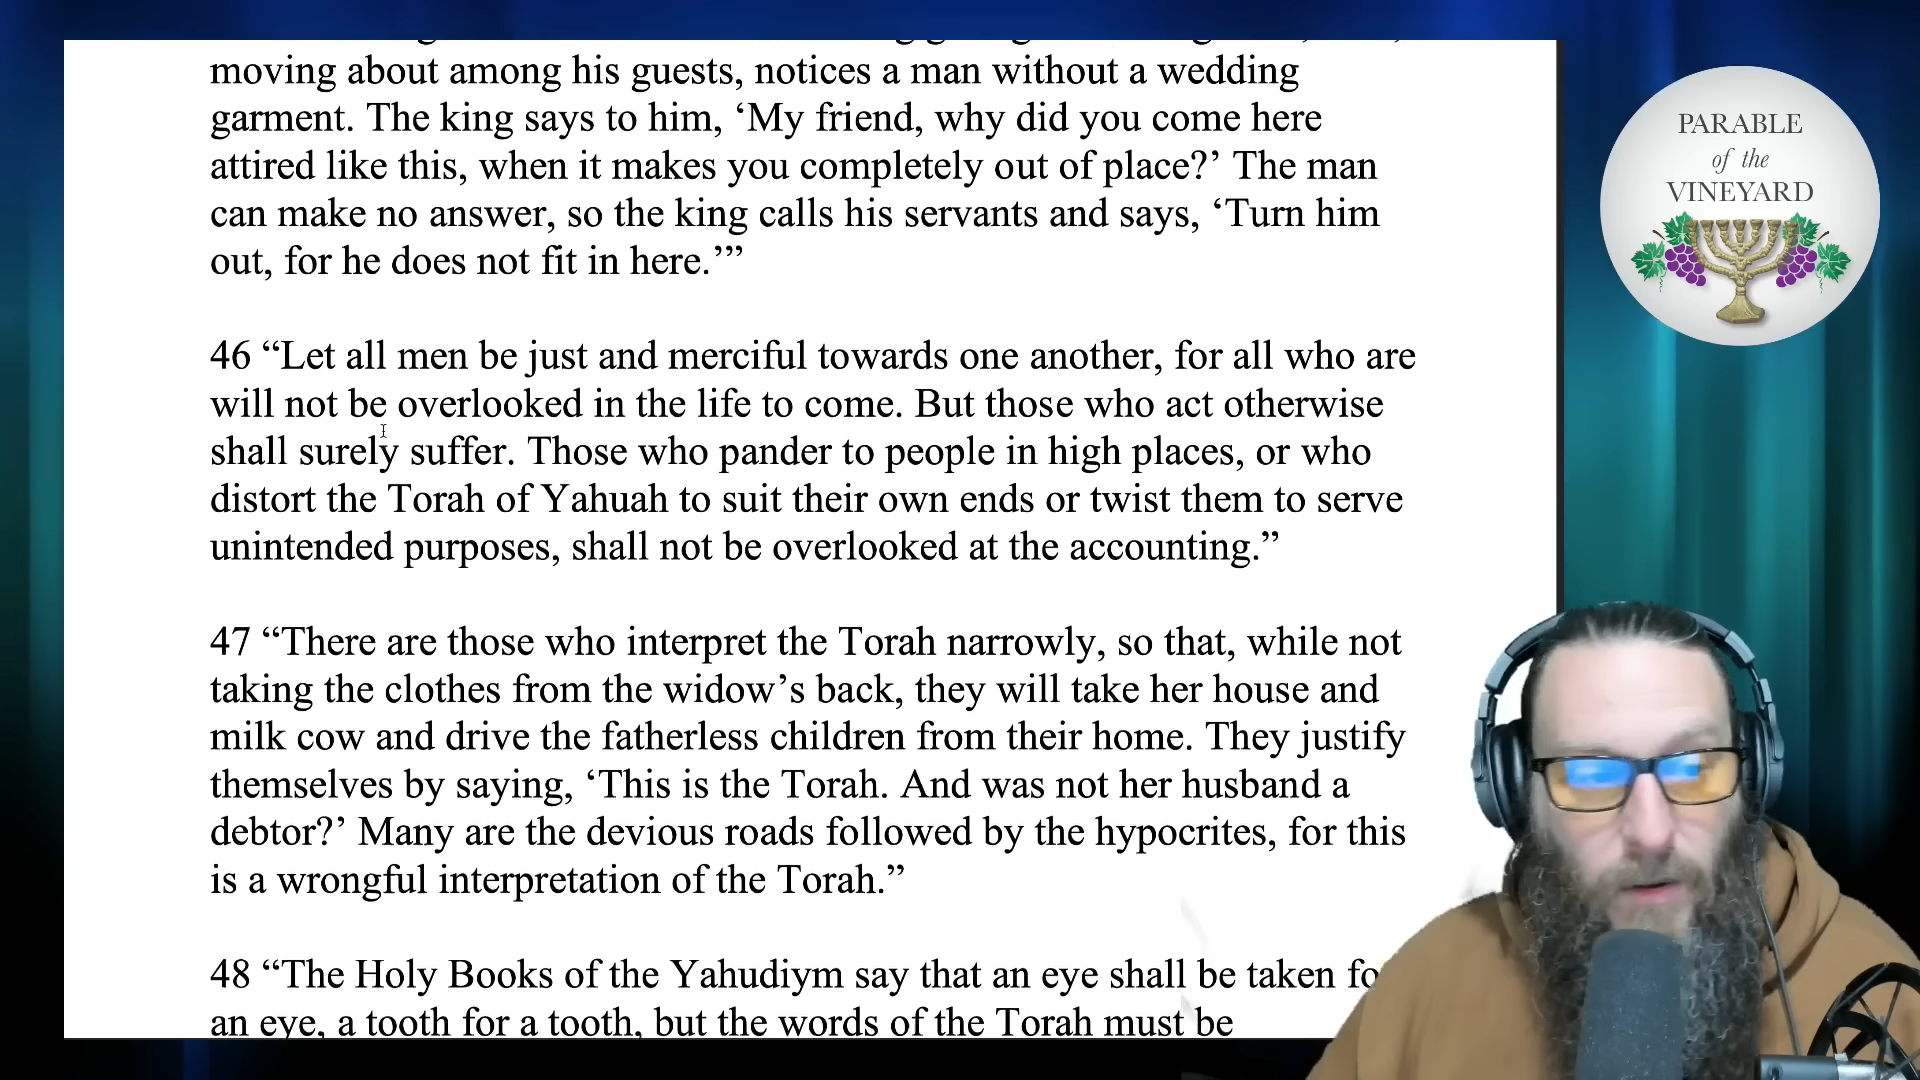 moving about among his guests, notices a man without a wedding
garment. The king says to him, ‘My friend, why did you come here
attired like this, when it makes you completely out of place?’ The man
can make no answer, so the king calls his servants and says, ‘Turn him
out, for he does not fit in here.’”
46 “Let all men be just and merciful towards one another, for all who are
will not be overlooked in the life to come. But those who act otherwise
shall surely suffer. Those who pander to people in high places, or who
distort the Torah of Yahuah to suit their own ends or twist them to serve
unintended purposes, shall not be overlooked at the accounting.”
47 “There are those who interpret the Torah narrowly, so that, while not
taking the clothes from the widow’s back, they will take her house and
milk cow and drive the fatherless children from their home. They justify
themselves by saying, ‘This is the Torah. And was not her husband a
debtor?’ Many are the devious roads followed by the hypocrites, for this
is a wrongful interpretation of the Torah.”
48 “The Holy Books of the Yahudiym say that an eye shall be taken
an eye, a tooth for a tooth, but the words of the Torah must be
PARABLE
of the
VINEYARD